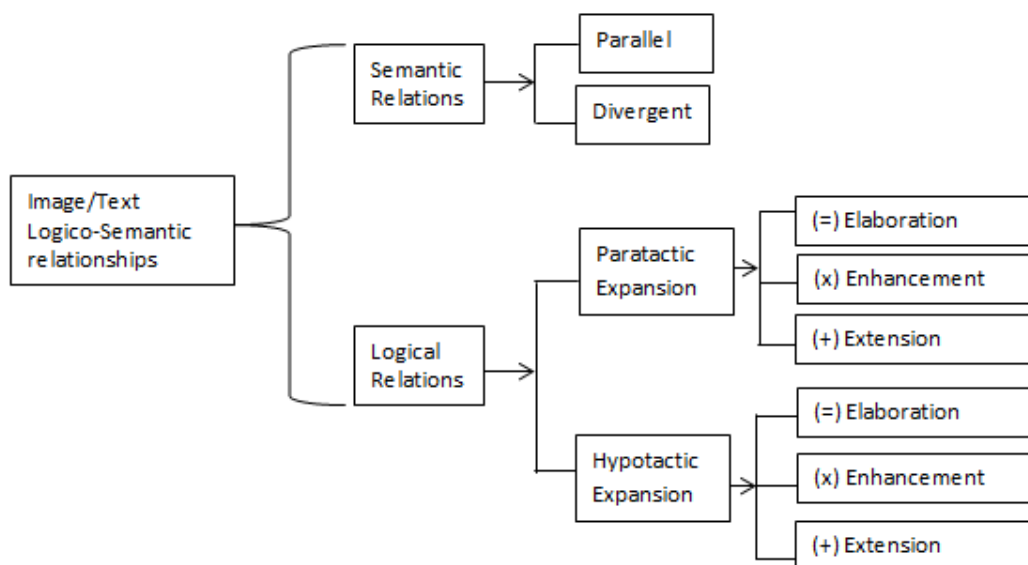 Image/Text
Logico-Semantic
relationships
Semantic
Relations
Parallel
Divergent
Logical
Relations
Paratactic
Expansion
(=) Elaboration
(x) Enhancement
(+) Extension
Hypotactic
Expansion
(=) Elaboration
(x) Enhancement
(+) Extension